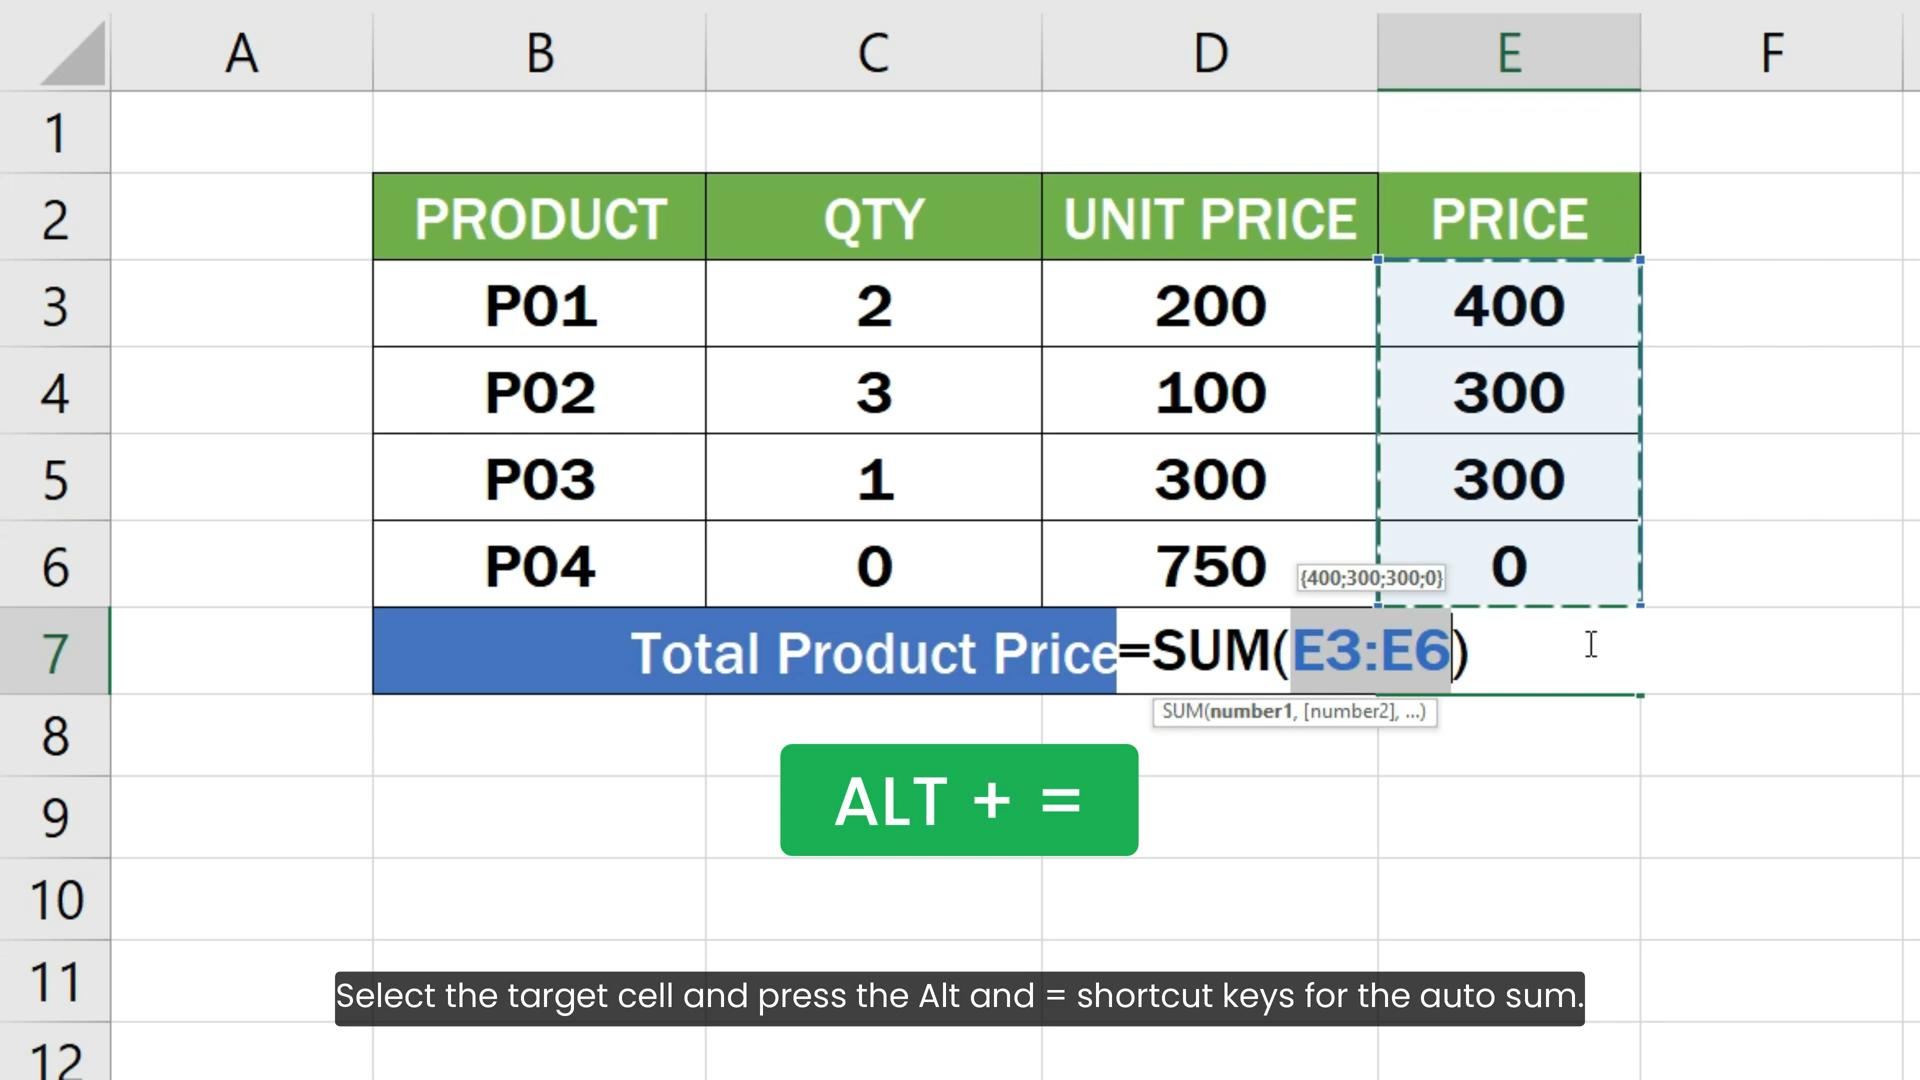 A B C D E F
1
2 PRODUCT QTY UNIT PRICE PRICE
3 P01 2 200 400
4 P02 3 100 300
5 P03 1 300 300
6 P04 0 750 0
{400;300;300;0}
7 Total Product Price =SUM(E3:E6)
SUM(number1, [number2], ...)
8
ALT + =
9
10
11
Select the target cell and press the Alt and = shortcut keys for the auto sum.
12